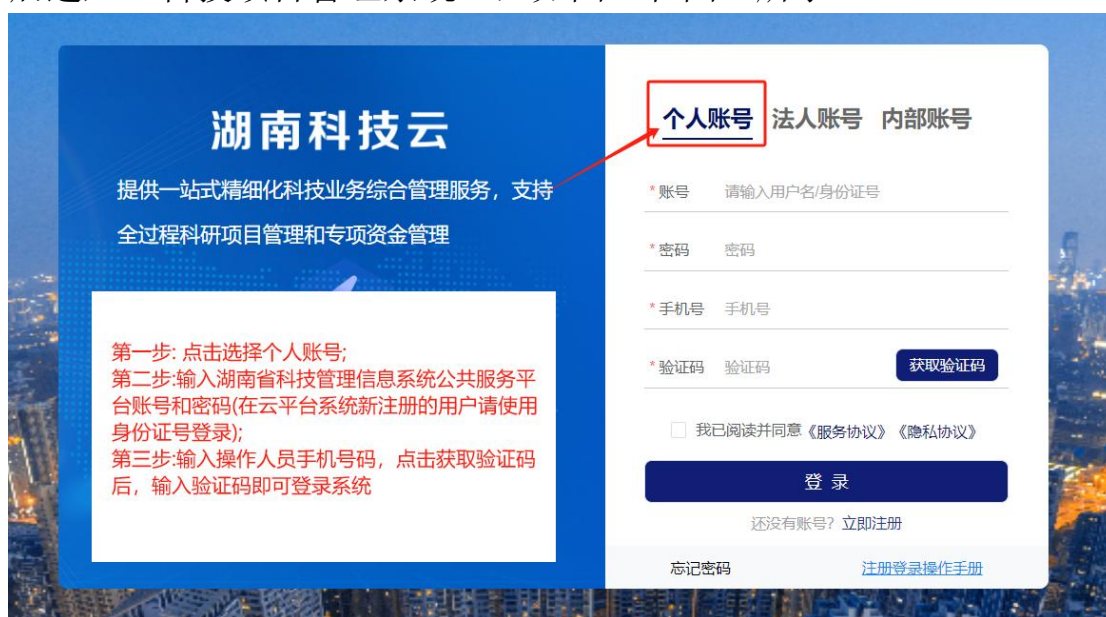 湖南科技云
提供一站式精细化科技业务综合管理服务，支持
全过程科研项目管理和专项资金管理
第一步: 点击选择个人账号;
第二步:输入湖南省科技管理信息系统公共服务平
台账号和密码(在云平台系统新注册的用户请使用
身份证号登录);
第三步:输入操作人员手机号码，点击获取验证码
后，输入验证码即可登录系统
个人账号 法人账号 内部账号
*账号 请输入用户名/身份证号
*密码 密码
*手机号 手机号
*验证码 验证码 获取验证码
我已阅读并同意《服务协议》《隐私协议》
登 录
还没有账号? 立即注册
忘记密码 注册登录操作手册